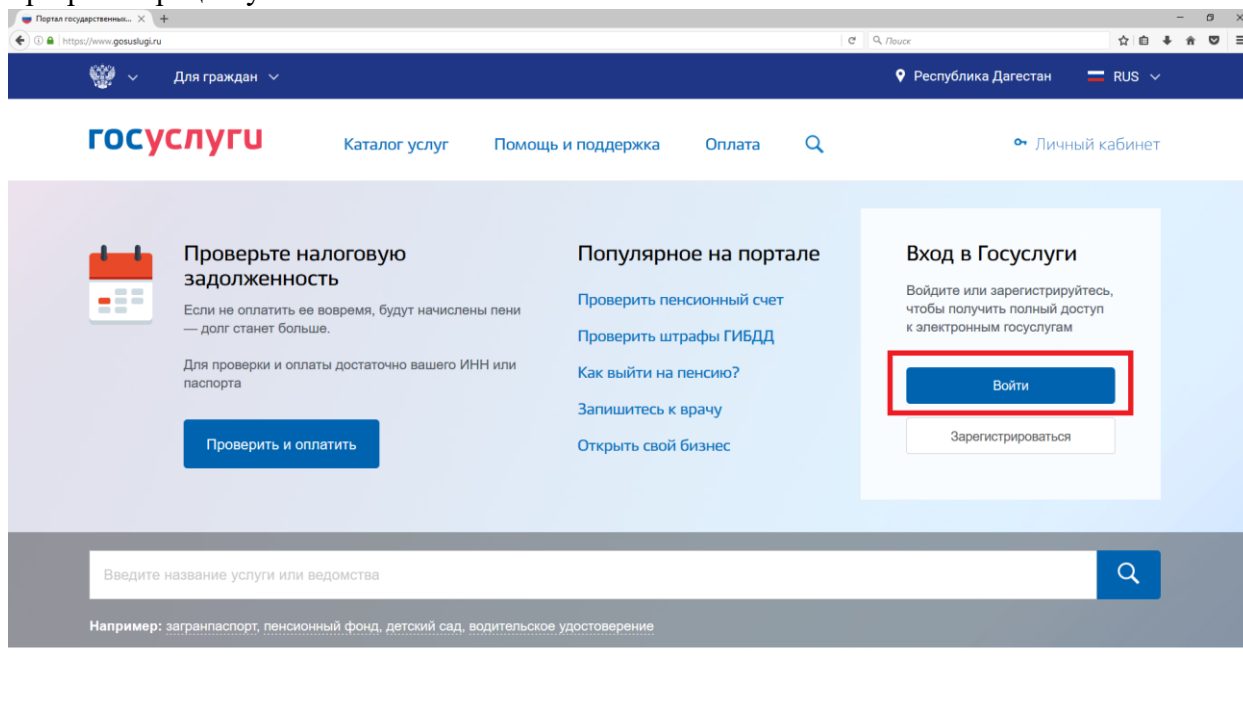 Портал государственных...
https://www.gosuslugi.ru
Поиск
Для граждан
Республика Дагестан
RUS
госуслуги
Каталог услуг
Помощь и поддержка
Оплата
Личный кабинет
Проверьте налоговую
задолженность
Если не оплатить ее вовремя, будут начислены пени
— долг станет больше.
Для проверки и оплаты достаточно вашего ИНН или
паспорта
Проверить и оплатить
Популярное на портале
Проверить пенсионный счет
Проверить штрафы ГИБДД
Как выйти на пенсию?
Запишитесь к врачу
Открыть свой бизнес
Вход в Госуслуги
Войдите или зарегистрируйтесь,
чтобы получить полный доступ
к электронным госуслугам
Войти
Зарегистрироваться
Введите название услуги или ведомства
Например: загранпаспорт, пенсионный фонд, детский сад, водительское удостоверение